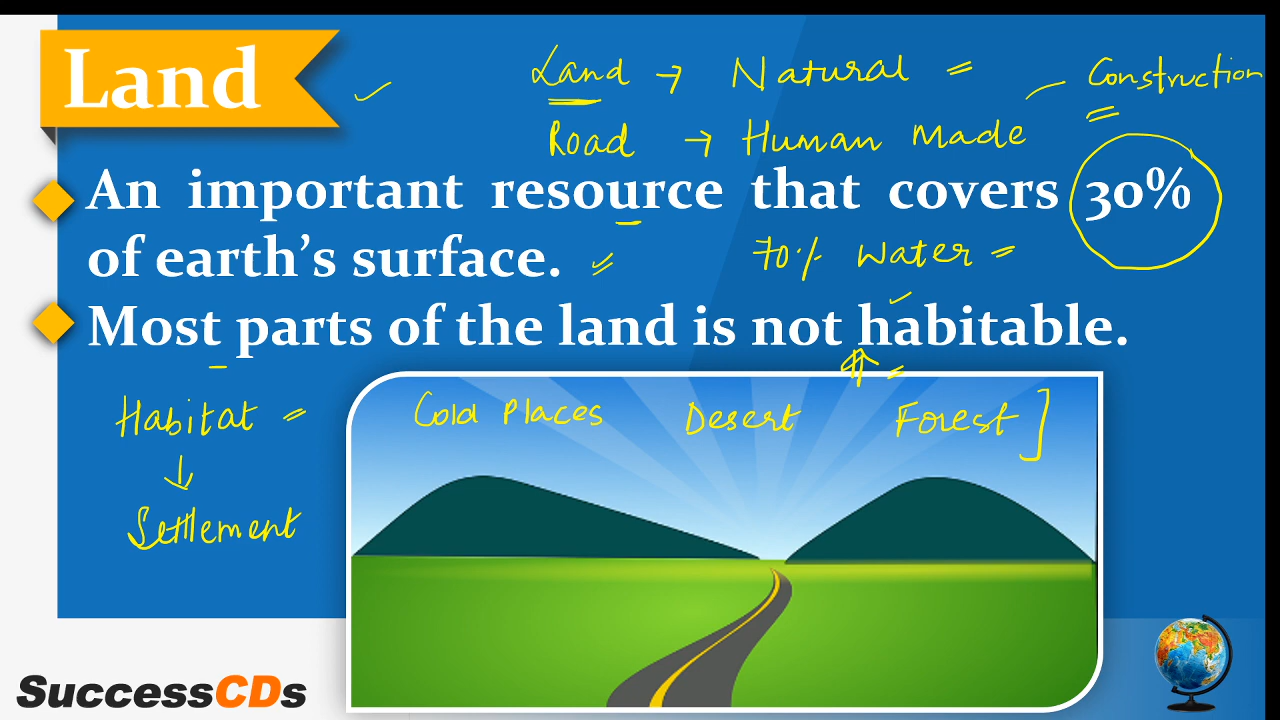 Land
Land → Natural =
Construction
Road → Human Made
An important resource that covers 30%
of earth's surface.
70% Water =
Most parts of the land is not habitable.
Habitat =
Cold Places Desert Forest ]
↓
Settlement
SuccessCDs